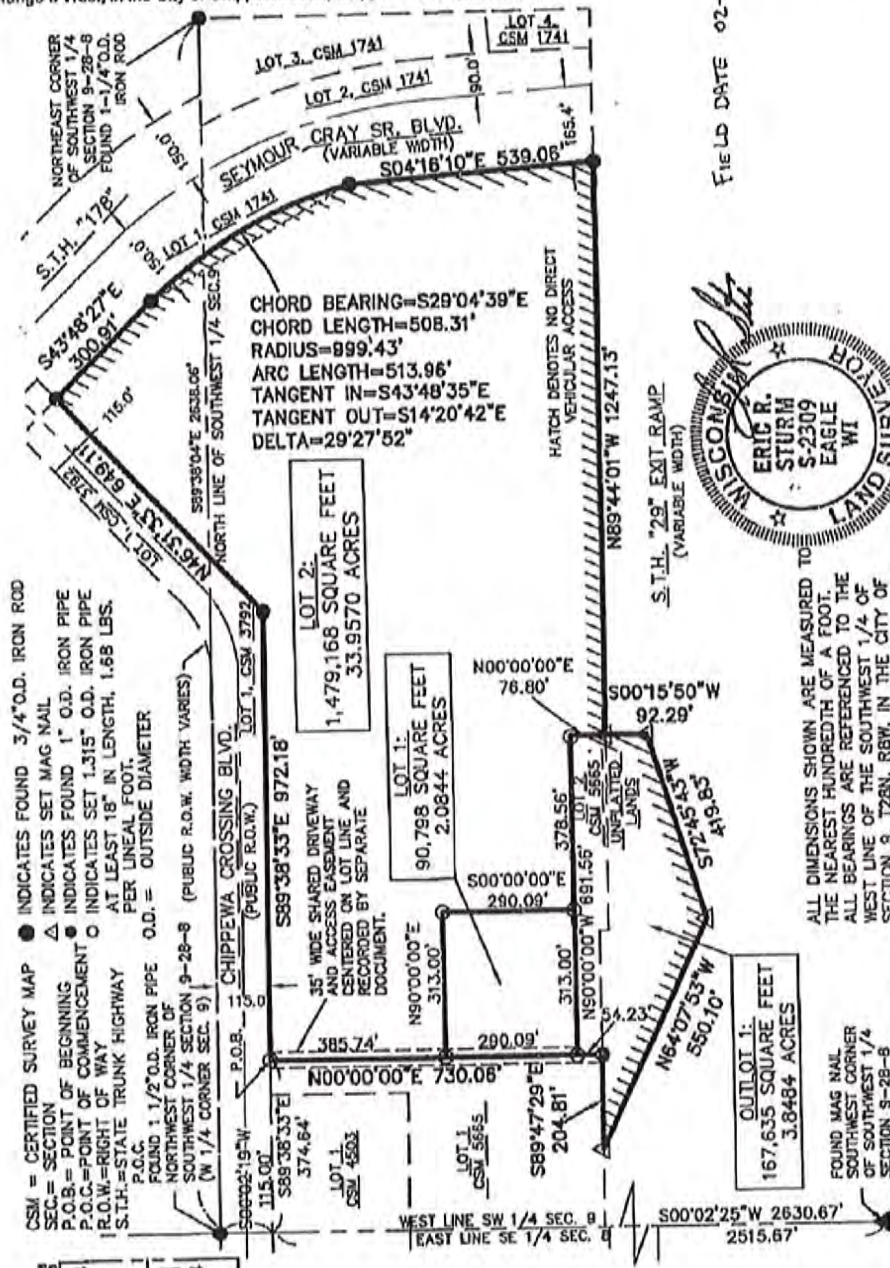 CSM = CERTIFIED SURVEY MAP
SEC.= SECTION
P.O.B.= POINT OF BEGINNING
P.O.C.=POINT OF COMMENCEMENT
R.O.W.=RIGHT OF WAY
S.T.H.=STATE TRUNK HIGHWAY
● INDICATES FOUND 3/4"O.D. IRON ROD
△ INDICATES SET MAG NAIL
● INDICATES FOUND 1" O.D. IRON PIPE
○ INDICATES SET 1.315" O.D. IRON PIPE
AT LEAST 18" IN LENGTH, 1.68 LBS.
PER LINEAL FOOT.
O.D. = OUTSIDE DIAMETER
P.O.C.
FOUND 1-1/2"O.D. IRON PIPE
NORTHWEST CORNER OF
SOUTHWEST 1/4 SECTION 9-28-8
(W 1/4 CORNER SEC. 9)
(PUBLIC R.O.W. WIDTH VARIES)
CHIPPEWA CROSSING BLVD.
(PUBLIC R.O.W.)
LOT 1, CSM 3792
P.O.B.
115.0
S00°02'19"W
115.00'
S89°38'33"E
374.64'
S89°38'33"E 972.18'
N46°31'33"E 649.11'
LOT 1, CSM 3792
115.0'
S43°48'27"E
300.91'
S.T.H. "178"
150.0'
150.0'
NORTHEAST CORNER
OF SOUTHWEST 1/4
SECTION 9-28-8
FOUND 1-1/4"O.D.
IRON ROD
S89°38'04"E 2638.06'
NORTH LINE OF SOUTHWEST 1/4 SEC.9
LOT 1, CSM 1741
SEYMOUR CRAY SR. BLVD.
(VARIABLE WIDTH)
LOT 3, CSM 1741
LOT 2, CSM 1741
LOT 4,
CSM 1741
90.0'
165.4'
S04°16'10"E 539.06'
CHORD BEARING=S29°04'39"E
CHORD LENGTH=508.31'
RADIUS=999.43'
ARC LENGTH=513.96'
TANGENT IN=S43°48'35"E
TANGENT OUT=S14°20'42"E
DELTA=29°27'52"
HATCH DENOTES NO DIRECT
VEHICULAR ACCESS
N89°44'01"W 1247.13'
S.T.H. "29" EXIT RAMP
(VARIABLE WIDTH)
LOT 2:
1,479,168 SQUARE FEET
33.9570 ACRES
LOT 1:
90,798 SQUARE FEET
2.0844 ACRES
35' WIDE SHARED DRIVEWAY
AND ACCESS EASEMENT
CENTERED ON LOT LINE AND
RECORDED BY SEPARATE
DOCUMENT.
N00°00'00"E
76.80'
S00°15'50"W
92.29'
LOT 2
CSM 5665
UNPLATTED
LANDS
378.56'
S00°00'00"E
290.09'
N90°00'00"E
313.00'
313.00'
N90°00'00"W 691.56'
385.74'
290.09'
54.23'
N00°00'00"E 730.06'
S72°45'43"W
419.85'
N64°07'53"W
550.10'
S89°47'29"E
204.81'
LOT 1
CSM 4503
LOT 1
CSM 5665
OUTLOT 1:
167,635 SQUARE FEET
3.8484 ACRES
WEST LINE SW 1/4 SEC. 9
EAST LINE SE 1/4 SEC.
S00°02'25"W 2630.67'
2515.67'
FOUND MAG NAIL
SOUTHWEST CORNER
OF SOUTHWEST 1/4
SECTION 9-28-8
ALL DIMENSIONS SHOWN ARE MEASURED TO
THE NEAREST HUNDREDTH OF A FOOT.
ALL BEARINGS ARE REFERENCED TO THE
WEST LINE OF THE SOUTHWEST 1/4 OF
SECTION 9, T28N, R8W, IN THE CITY OF
WISCONSIN
ERIC R.
STURM
S-2309
EAGLE
WI
LAND SURVEYOR
FIELD DATE 02-